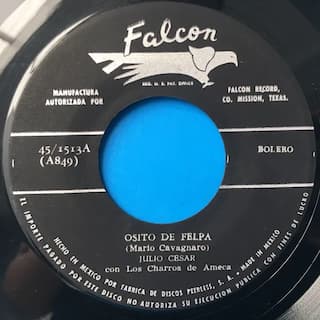 Falcon
REG. U. S. PAT. OFFICE
MANUFACTURA
AUTORIZADA POR
FALCON RECORD,
CO. MISSION, TEXAS.
45/1513A
(A849)
BOLERO
OSITO DE FELPA
(Mario Cavagnaro)
JULIO CESAR
con Los Charros de Ameca
HECHO EN MEXICO POR FABRICA DE DISCOS PEERLESS, S.A. MADE IN MEXICO
EL IMPORTE PAGADO POR ESTE DISCO NO AUTORIZA SU EJECUCION PUBLICA CON FINES DE LUCRO